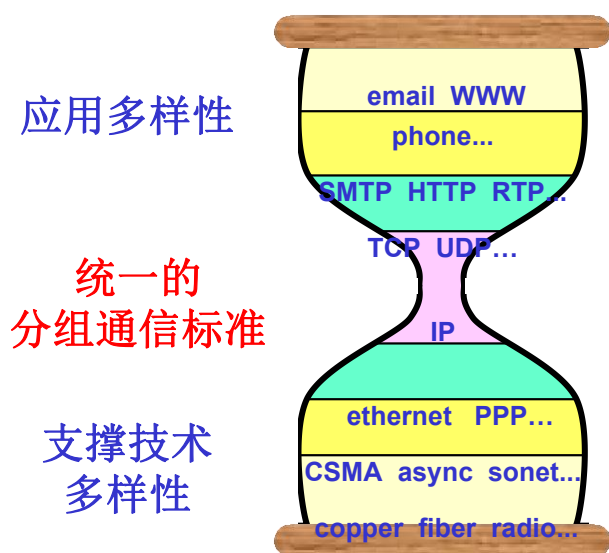 email WWW
应用多样性
phone...
SMTP HTTP RTP...
TCP UDP…
统一的
分组通信标准
IP
ethernet PPP…
支撑技术
多样性
CSMA async sonet...
copper fiber radio...